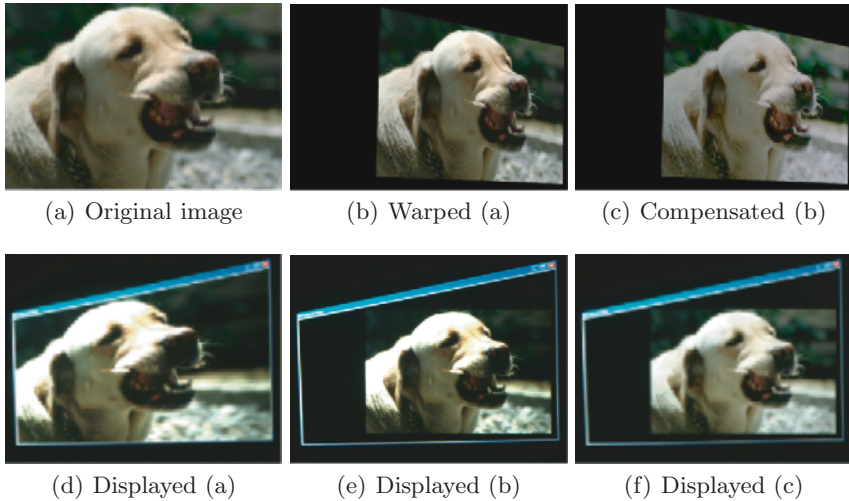 (a) Original image
(b) Warped (a)
(c) Compensated (b)
(d) Displayed (a)
(e) Displayed (b)
(f) Displayed (c)